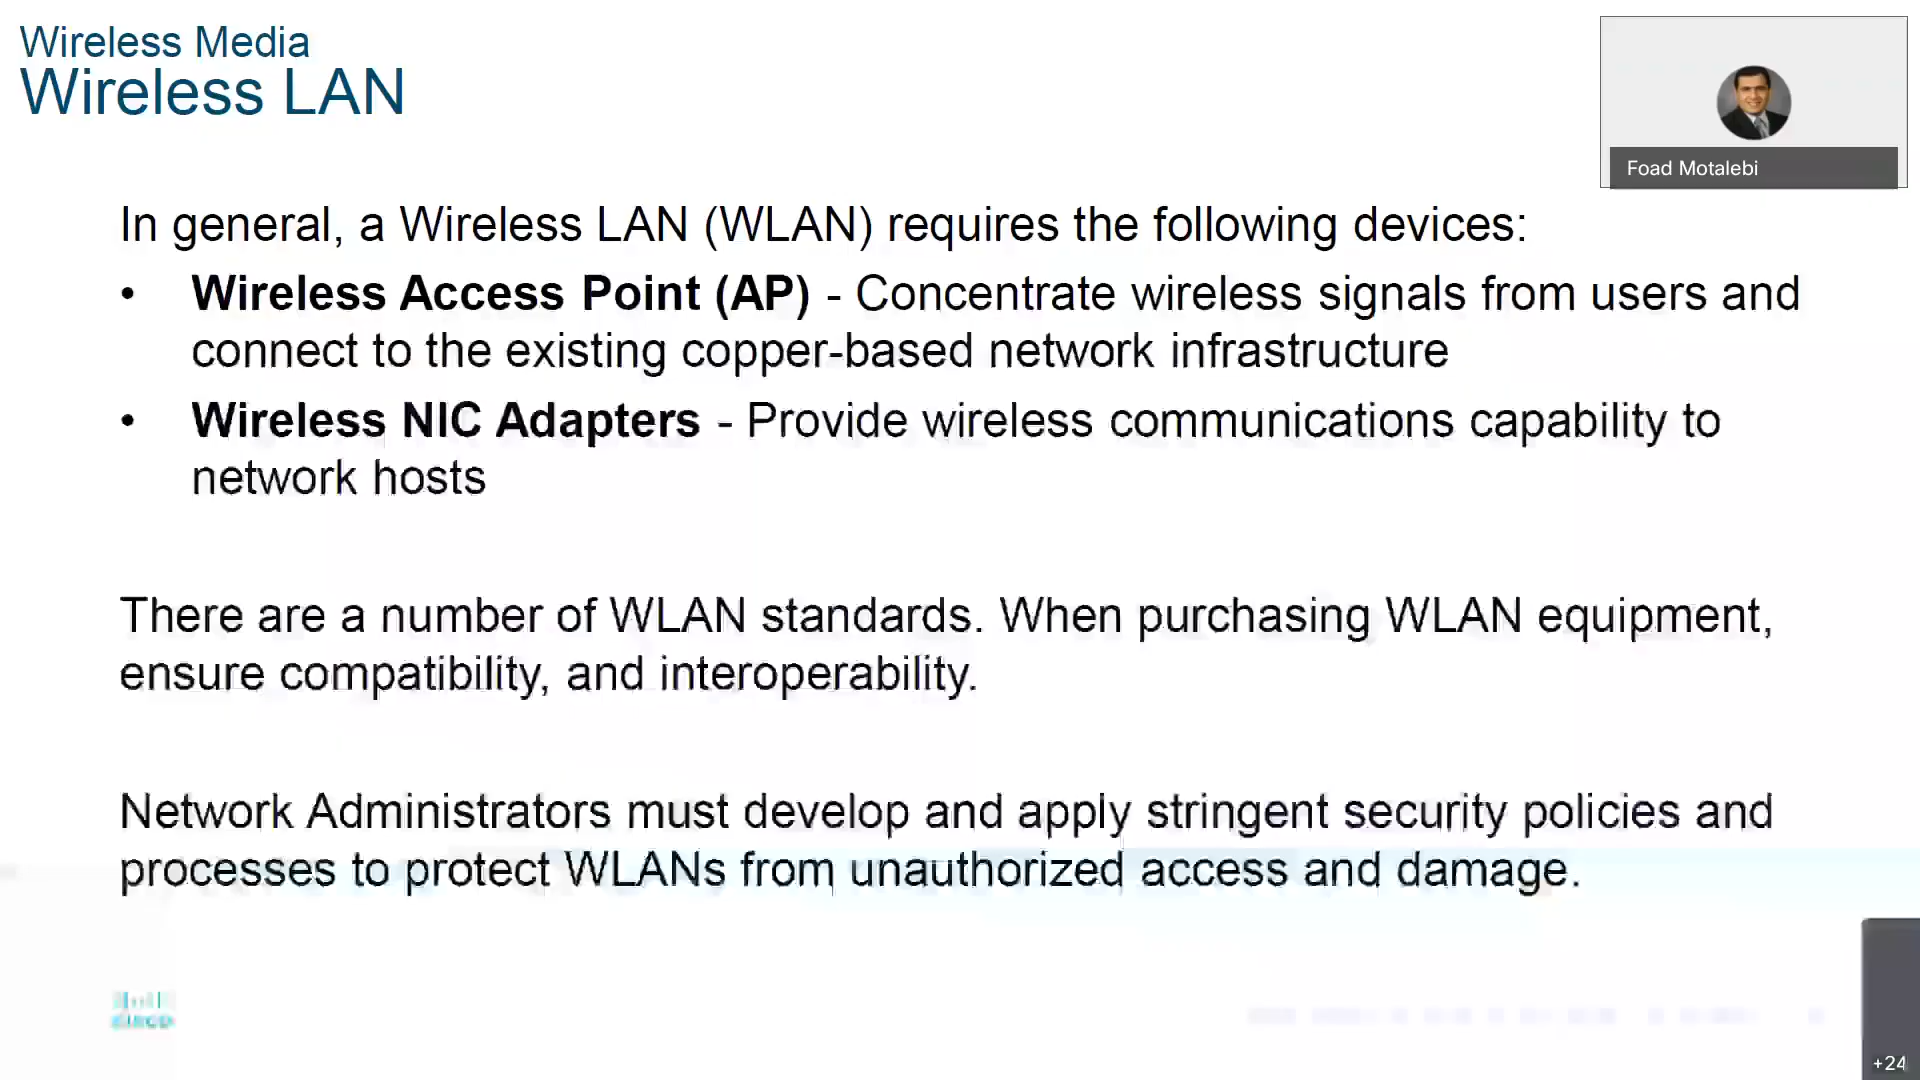 Wireless Media
Wireless LAN
Foad Motalebi
In general, a Wireless LAN (WLAN) requires the following devices:
• Wireless Access Point (AP) - Concentrate wireless signals from users and
connect to the existing copper-based network infrastructure
• Wireless NIC Adapters - Provide wireless communications capability to
network hosts
There are a number of WLAN standards. When purchasing WLAN equipment,
ensure compatibility, and interoperability.
Network Administrators must develop and apply stringent security policies and
processes to protect WLANs from unauthorized access and damage.
CISCO
+24